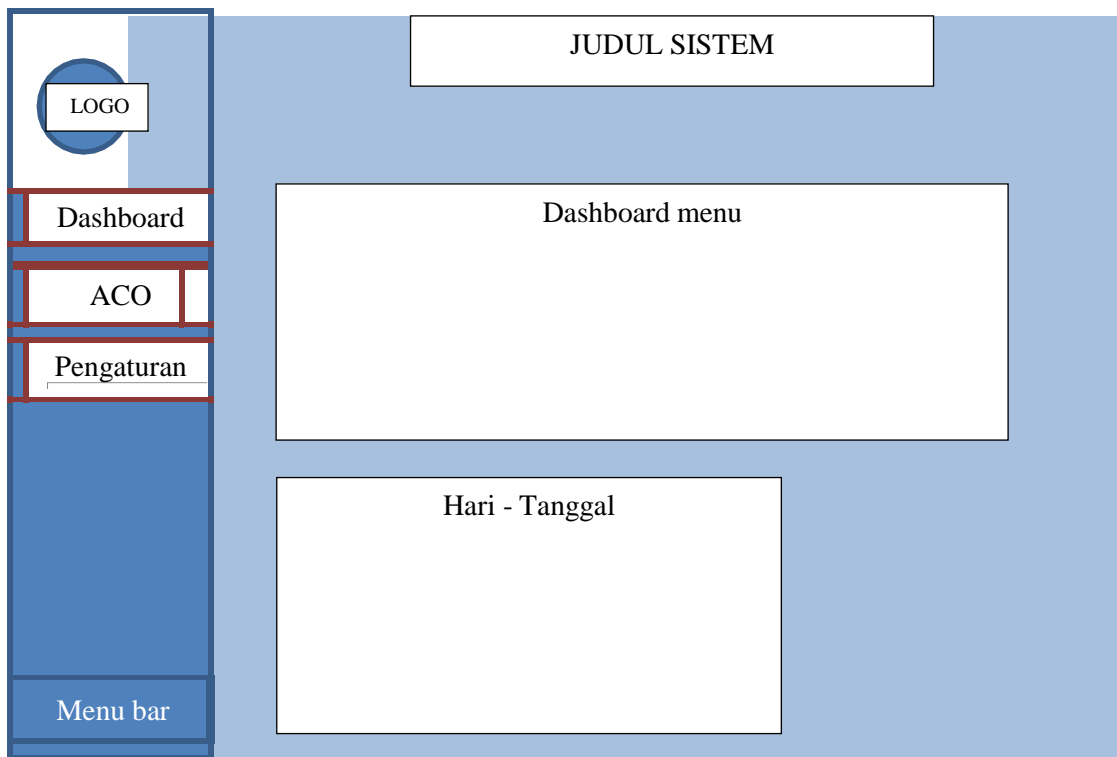 JUDUL SISTEM
LOGO
Dashboard
Dashboard menu
ACO
Pengaturan
Hari - Tanggal
Menu bar